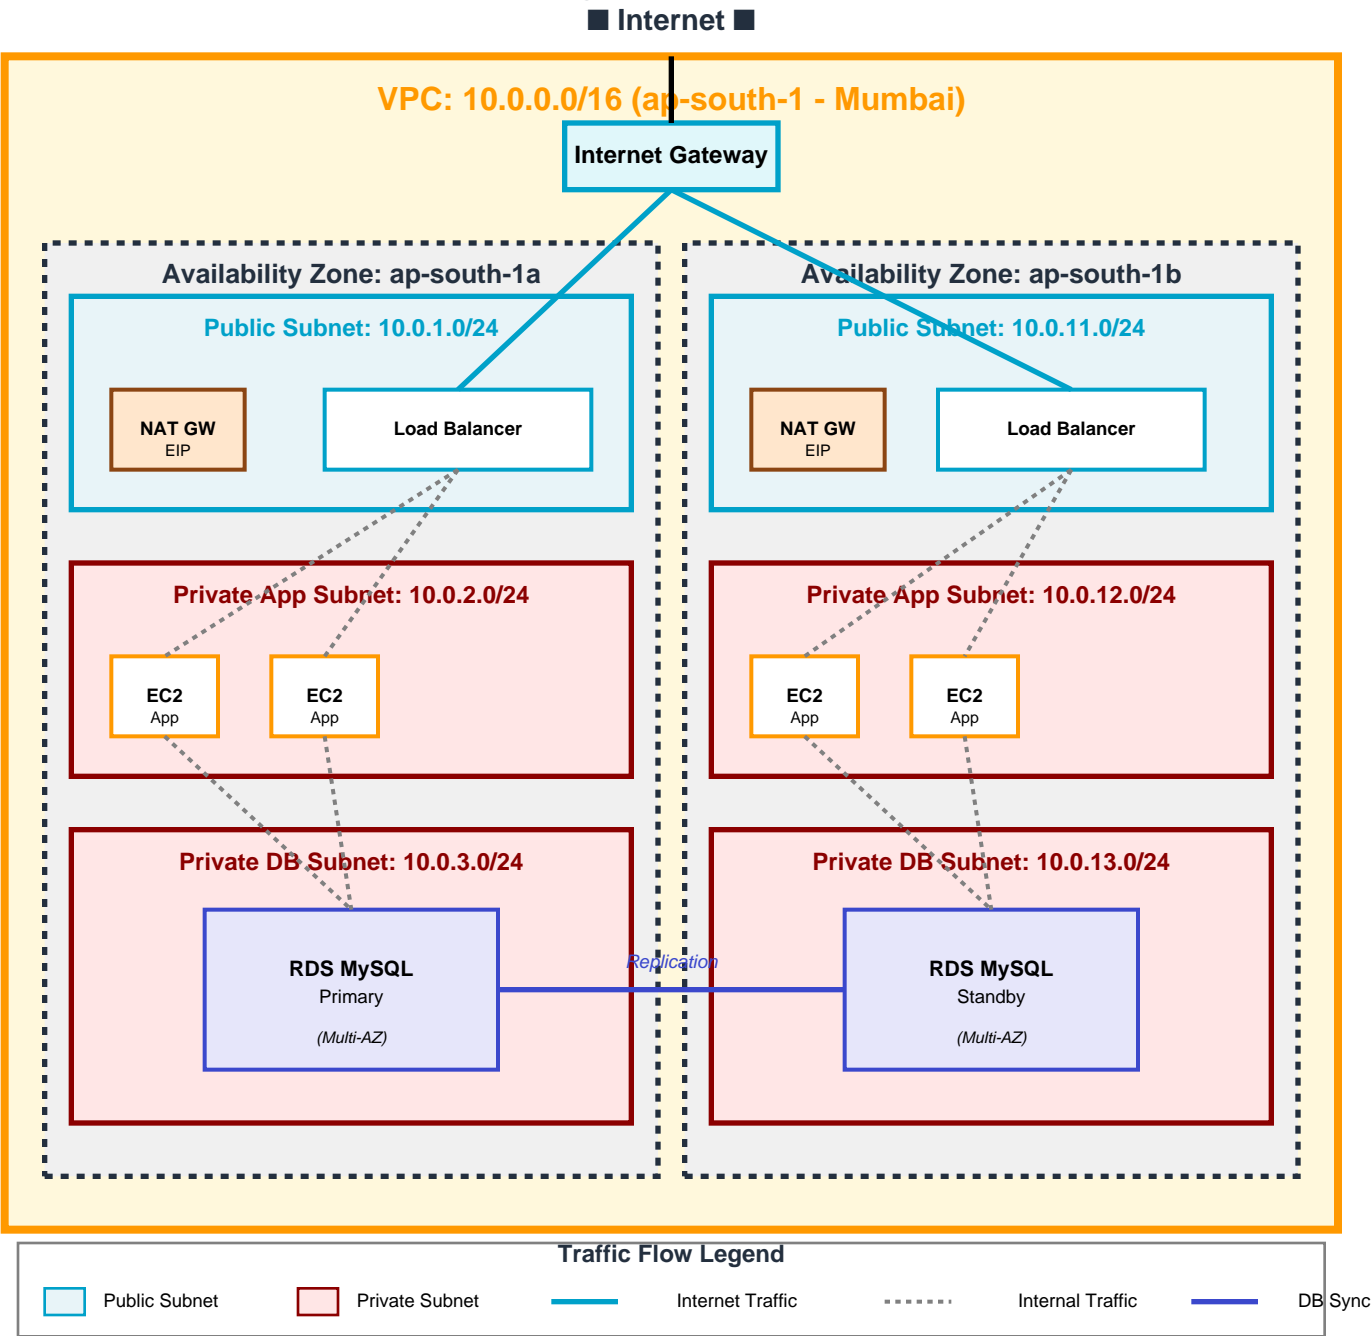 ■ Internet ■
VPC: 10.0.0.0/16 (ap-south-1 - Mumbai)
Internet Gateway
Availability Zone: ap-south-1a
Public Subnet: 10.0.1.0/24
NAT GW
EIP
Load Balancer
Private App Subnet: 10.0.2.0/24
EC2
App
EC2
App
Private DB Subnet: 10.0.3.0/24
RDS MySQL
Primary
(Multi-AZ)
Replication
Availability Zone: ap-south-1b
Public Subnet: 10.0.11.0/24
NAT GW
EIP
Load Balancer
Private App Subnet: 10.0.12.0/24
EC2
App
EC2
App
Private DB Subnet: 10.0.13.0/24
RDS MySQL
Standby
(Multi-AZ)
Traffic Flow Legend
Public Subnet
Private Subnet
Internet Traffic
Internal Traffic
DB Sync